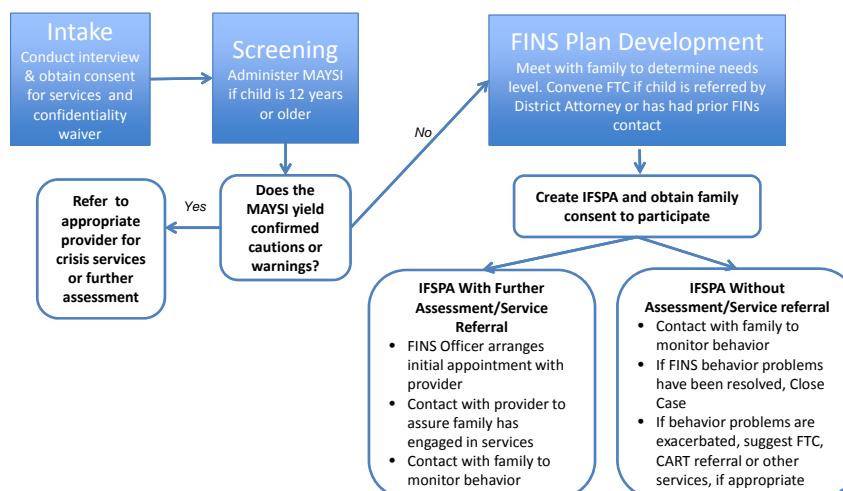 Intake
Conduct interview
& obtain consent
for services  and
confidentiality
waiver
Screening
Administer MAYSI
if child is 12 years
or older
FINS Plan Development
Meet with family to determine needs
level. Convene FTC if child is referred by
District Attorney or has had prior FINs
contact
No
Yes
Refer  to
appropriate
provider for
crisis services
or further
assessment
Does the
MAYSI yield
confirmed
cautions or
warnings?
Create IFSPA and obtain family
consent to participate
IFSPA With Further
Assessment/Service
Referral
• FINS Officer arranges
initial appointment with
provider
• Contact with provider to
assure family has
engaged in services
• Contact with family to
monitor behavior
IFSPA Without
Assessment/Service referral
• Contact with family to
monitor behavior
• If FINS behavior problems
have been resolved, Close
Case
• If behavior problems are
exacerbated, suggest FTC,
CART referral or other
services, if appropriate